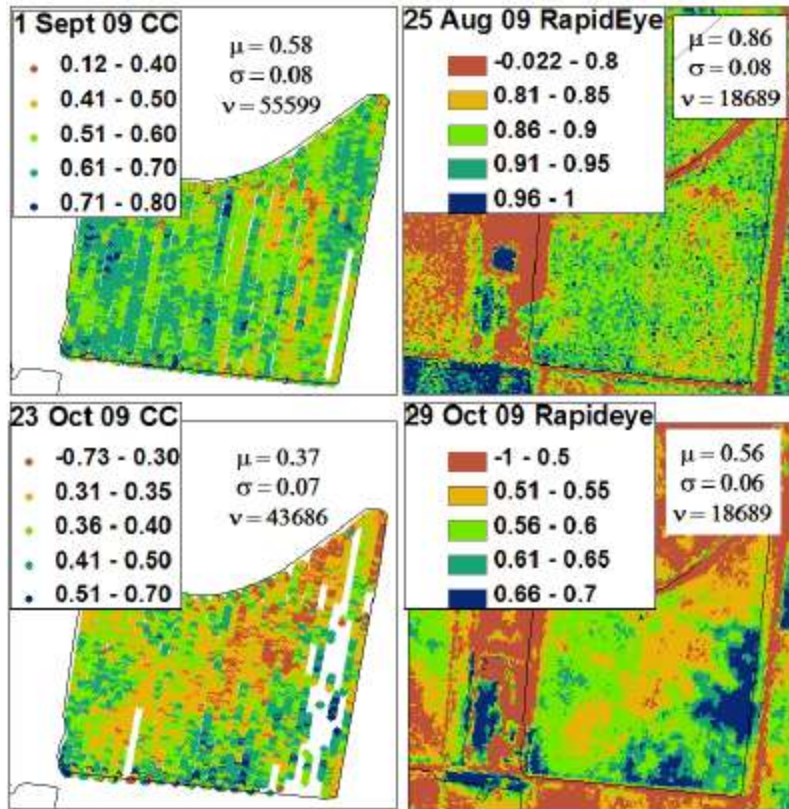 1 Sept 09 CC
0.12 - 0.40
0.41 - 0.50
0.51 - 0.60
0.61 - 0.70
0.71 - 0.80
μ = 0.58
σ = 0.08
ν = 55599
25 Aug 09 RapidEye
-0.022 - 0.8
0.81 - 0.85
0.86 - 0.9
0.91 - 0.95
0.96 - 1
μ = 0.86
σ = 0.08
ν = 18689
23 Oct 09 CC
-0.73 - 0.30
0.31 - 0.35
0.36 - 0.40
0.41 - 0.50
0.51 - 0.70
μ = 0.37
σ = 0.07
ν = 43686
29 Oct 09 Rapideye
-1 - 0.5
0.51 - 0.55
0.56 - 0.6
0.61 - 0.65
0.66 - 0.7
μ = 0.56
σ = 0.06
ν = 18689